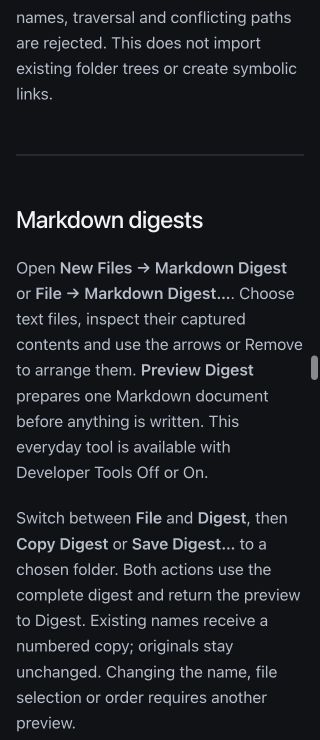 names, traversal and conflicting paths
are rejected. This does not import
existing folder trees or create symbolic
links.
Markdown digests
Open New Files → Markdown Digest
or File → Markdown Digest…. Choose
text files, inspect their captured
contents and use the arrows or Remove
to arrange them. Preview Digest
prepares one Markdown document
before anything is written. This
everyday tool is available with
Developer Tools Off or On.
Switch between File and Digest, then
Copy Digest or Save Digest… to a
chosen folder. Both actions use the
complete digest and return the preview
to Digest. Existing names receive a
numbered copy; originals stay
unchanged. Changing the name, file
selection or order requires another
preview.